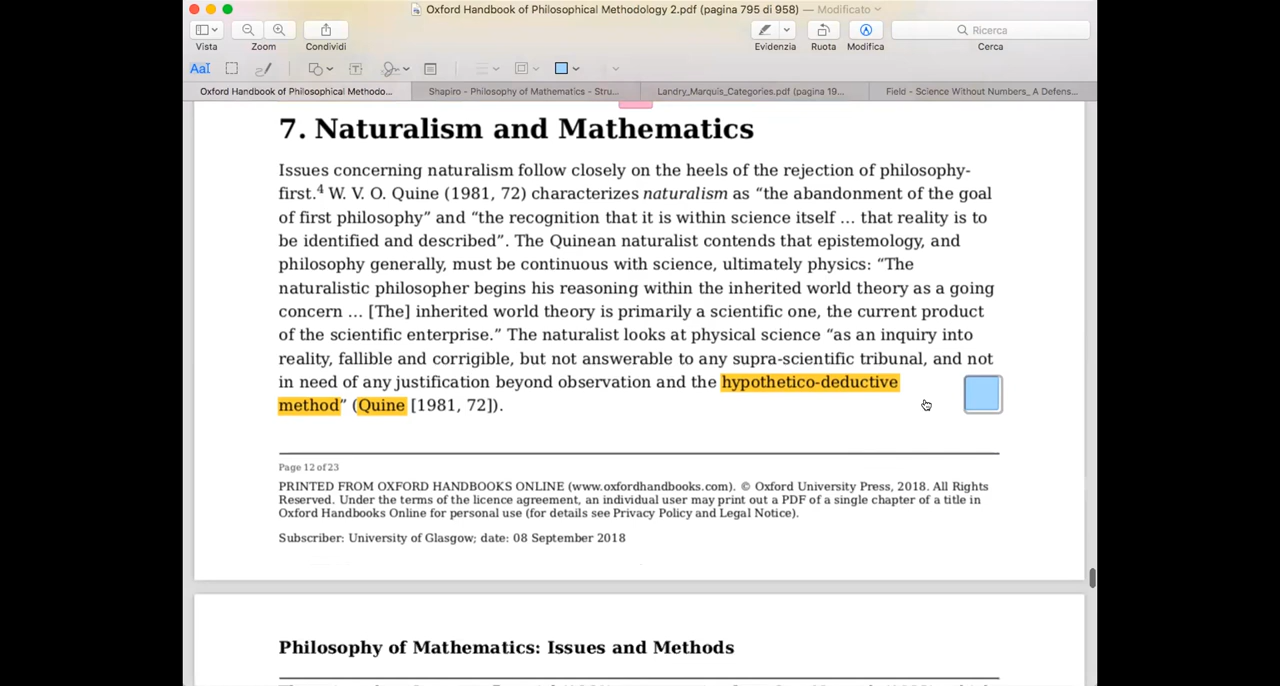 Oxford Handbook of Philosophical Methodology 2.pdf (pagina 795 di 958) — Modificato
Vista
Zoom
Condividi
Evidenzia
Ruota
Modifica
Ricerca
Cerca
AaI
Oxford Handbook of Philosophical Methodo...
Shapiro - Philosophy of Mathematics - Stru...
Landry_Marquis_Categories.pdf (pagina 19...
Field - Science Without Numbers_ A Defens...
7. Naturalism and Mathematics
Issues concerning naturalism follow closely on the heels of the rejection of philosophy-
first.4 W. V. O. Quine (1981, 72) characterizes naturalism as “the abandonment of the goal
of first philosophy” and “the recognition that it is within science itself … that reality is to
be identified and described”. The Quinean naturalist contends that epistemology, and
philosophy generally, must be continuous with science, ultimately physics: “The
naturalistic philosopher begins his reasoning within the inherited world theory as a going
concern … [The] inherited world theory is primarily a scientific one, the current product
of the scientific enterprise.” The naturalist looks at physical science “as an inquiry into
reality, fallible and corrigible, but not answerable to any supra-scientific tribunal, and not
in need of any justification beyond observation and the hypothetico-deductive
method” (Quine [1981, 72]).
Page 12 of 23
PRINTED FROM OXFORD HANDBOOKS ONLINE (www.oxfordhandbooks.com). © Oxford University Press, 2018. All Rights
Reserved. Under the terms of the licence agreement, an individual user may print out a PDF of a single chapter of a title in
Oxford Handbooks Online for personal use (for details see Privacy Policy and Legal Notice).
Subscriber: University of Glasgow; date: 08 September 2018
Philosophy of Mathematics: Issues and Methods